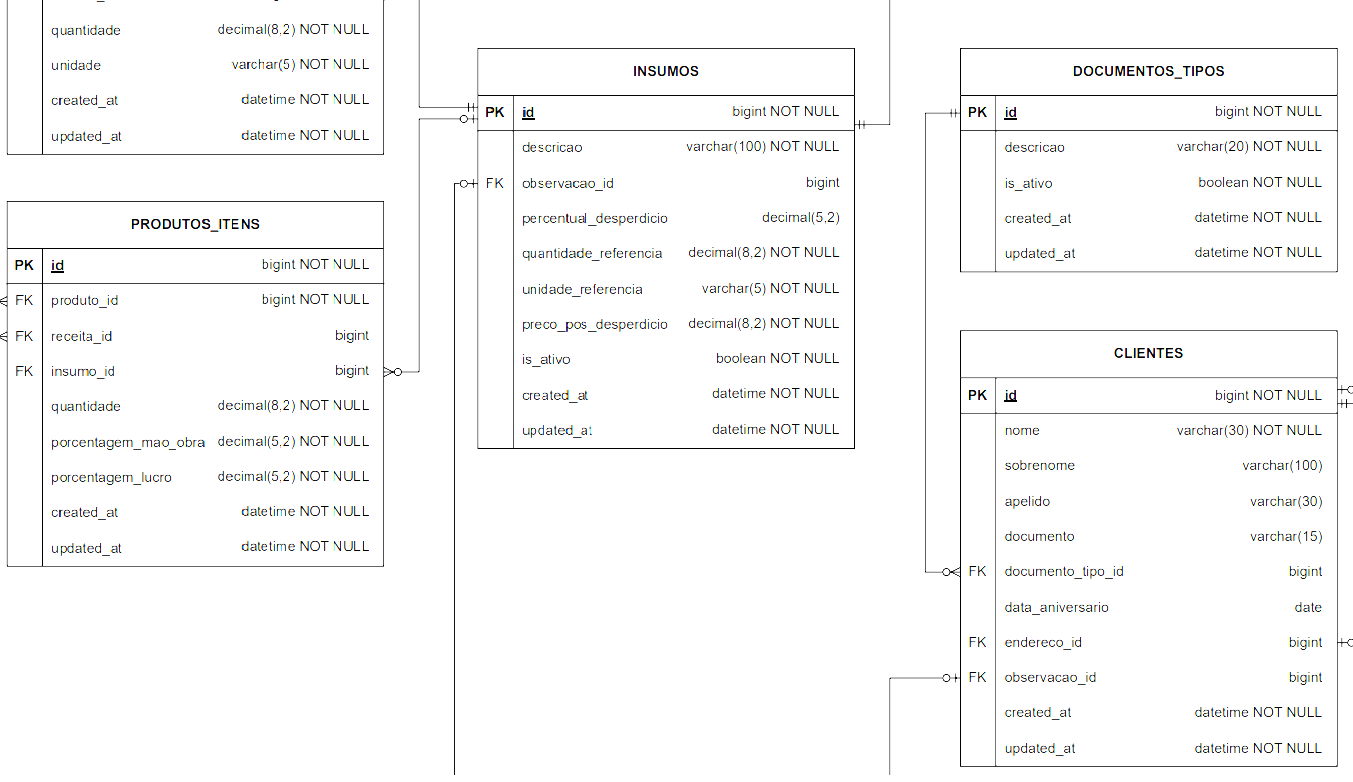 quantidade decimal(8,2) NOT NULL
unidade varchar(5) NOT NULL
created_at datetime NOT NULL
updated_at datetime NOT NULL
PRODUTOS_ITENS
PK id bigint NOT NULL
FK produto_id bigint NOT NULL
FK receita_id bigint
FK insumo_id bigint
quantidade decimal(8,2) NOT NULL
porcentagem_mao_obra decimal(5,2) NOT NULL
porcentagem_lucro decimal(5,2) NOT NULL
created_at datetime NOT NULL
updated_at datetime NOT NULL
INSUMOS
PK id bigint NOT NULL
descricao varchar(100) NOT NULL
FK observacao_id bigint
percentual_desperdicio decimal(5,2)
quantidade_referencia decimal(8,2) NOT NULL
unidade_referencia varchar(5) NOT NULL
preco_pos_desperdicio decimal(8,2) NOT NULL
is_ativo boolean NOT NULL
created_at datetime NOT NULL
updated_at datetime NOT NULL
DOCUMENTOS_TIPOS
PK id bigint NOT NULL
descricao varchar(20) NOT NULL
is_ativo boolean NOT NULL
created_at datetime NOT NULL
updated_at datetime NOT NULL
CLIENTES
PK id bigint NOT NULL
nome varchar(30) NOT NULL
sobrenome varchar(100)
apelido varchar(30)
documento varchar(15)
FK documento_tipo_id bigint
data_aniversario date
FK endereco_id bigint
FK observacao_id bigint
created_at datetime NOT NULL
updated_at datetime NOT NULL